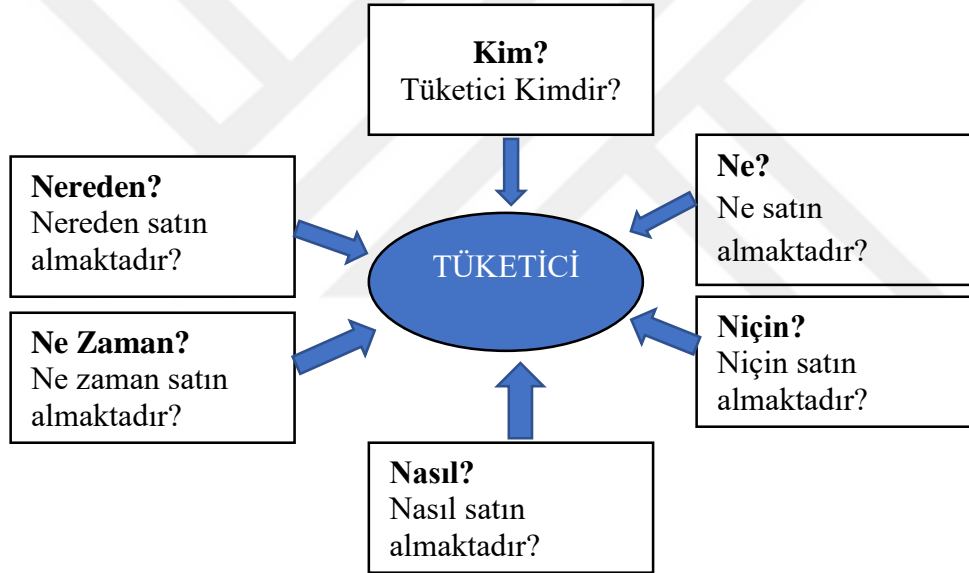 Kim?
Tüketici Kimdir?
Nereden?
Nereden satın
almaktadır?
Ne?
Ne satın
almaktadır?
TÜKETİCİ
Ne Zaman?
Ne zaman satın
almaktadır?
Niçin?
Niçin satın
almaktadır?
Nasıl?
Nasıl satın
almaktadır?